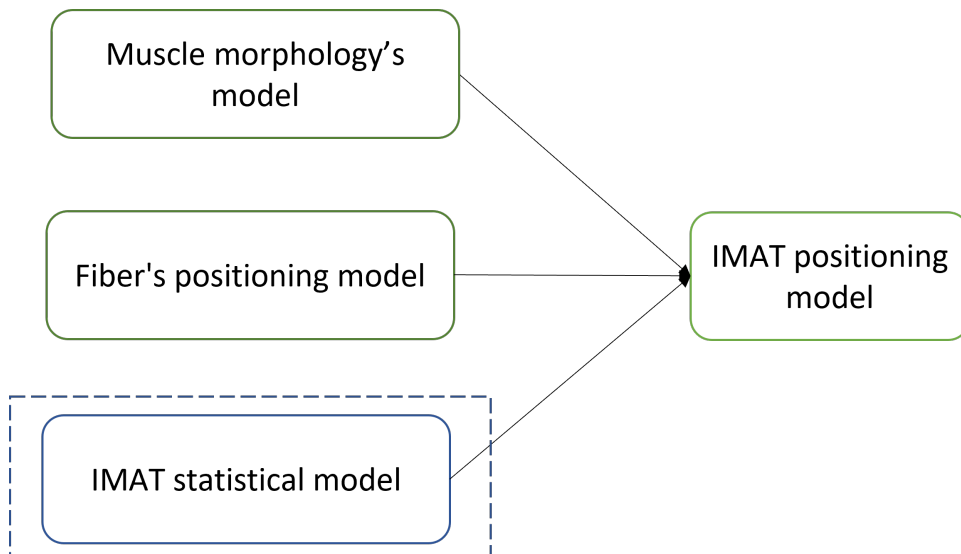 Muscle morphology’s
model
Fiber's positioning model
IMAT positioning
model
IMAT statistical model